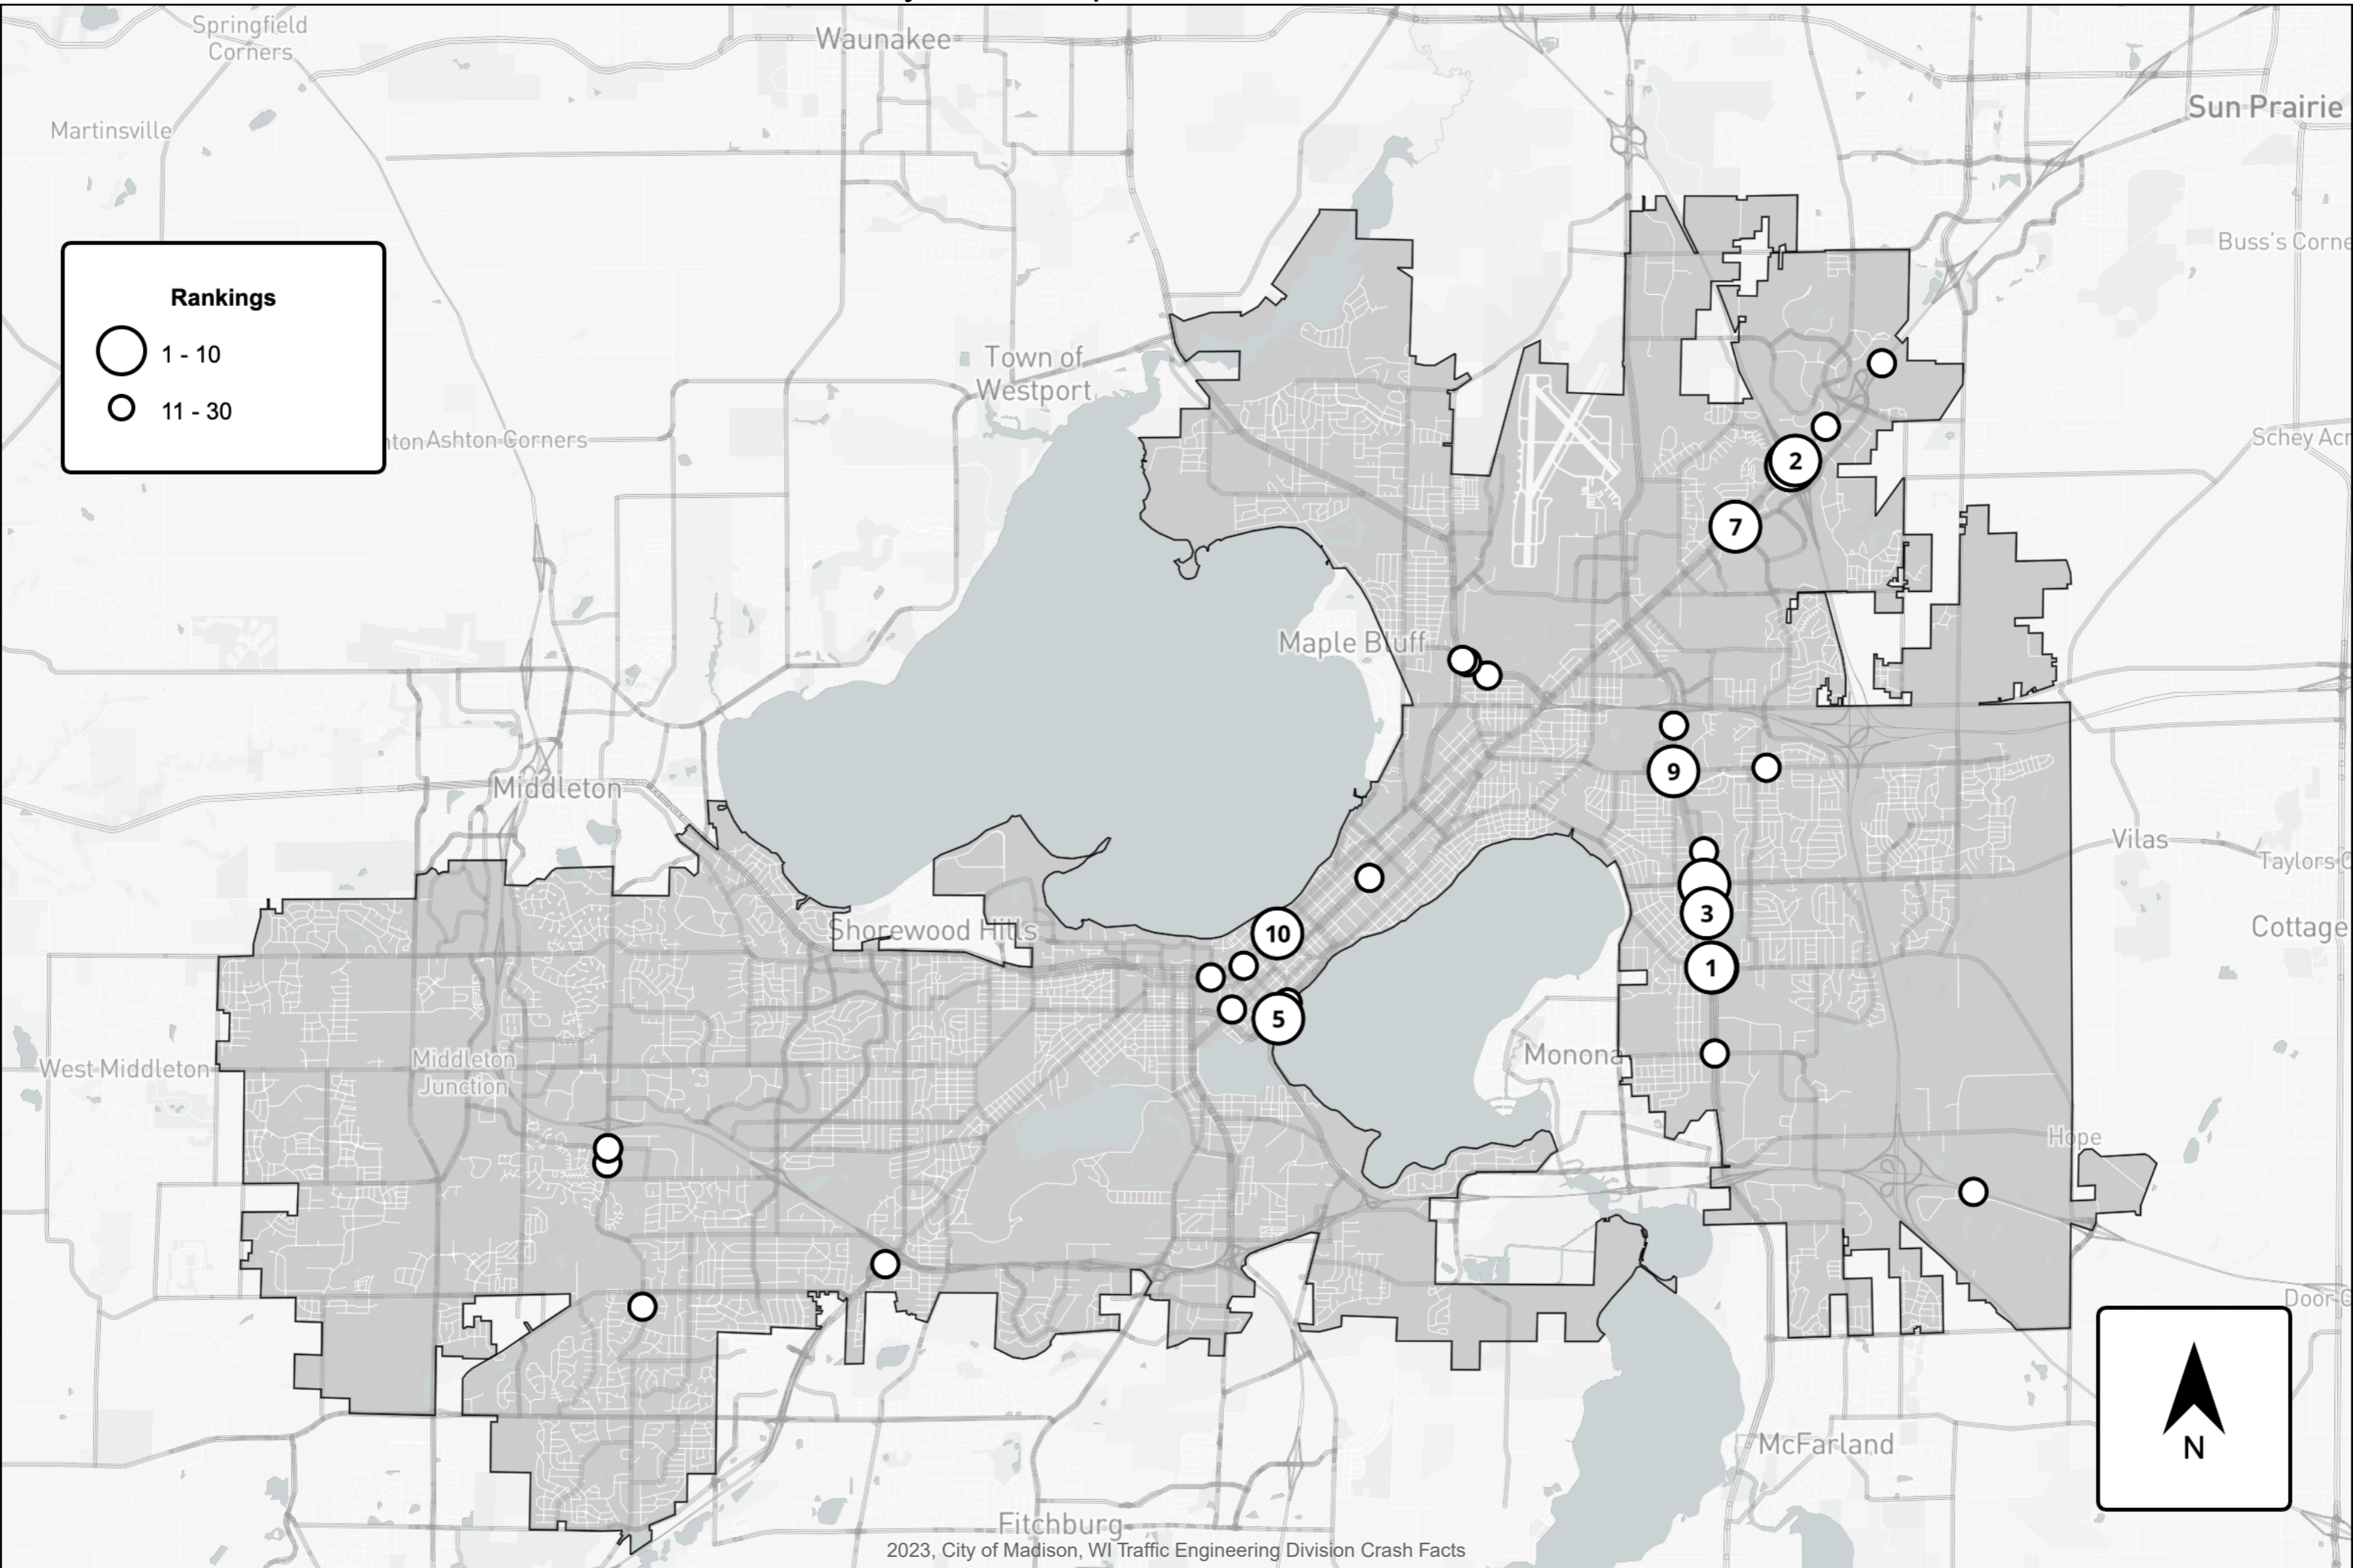 Springfield
Corners
Waunakee
Sun Prairie
Martinsville
Buss's Corne
Rankings
1 - 10
11 - 30
Town of
Westport
Ashton Corners
Schey Acr
2
7
Maple Bluff
9
Middleton
Vilas
Taylors C
Shorewood Hills
10
3
Cottage
1
5
West Middleton
Middleton
Junction
Monona
Hope
Door C
N
McFarland
Fitchburg
2023, City of Madison, WI Traffic Engineering Division Crash Facts